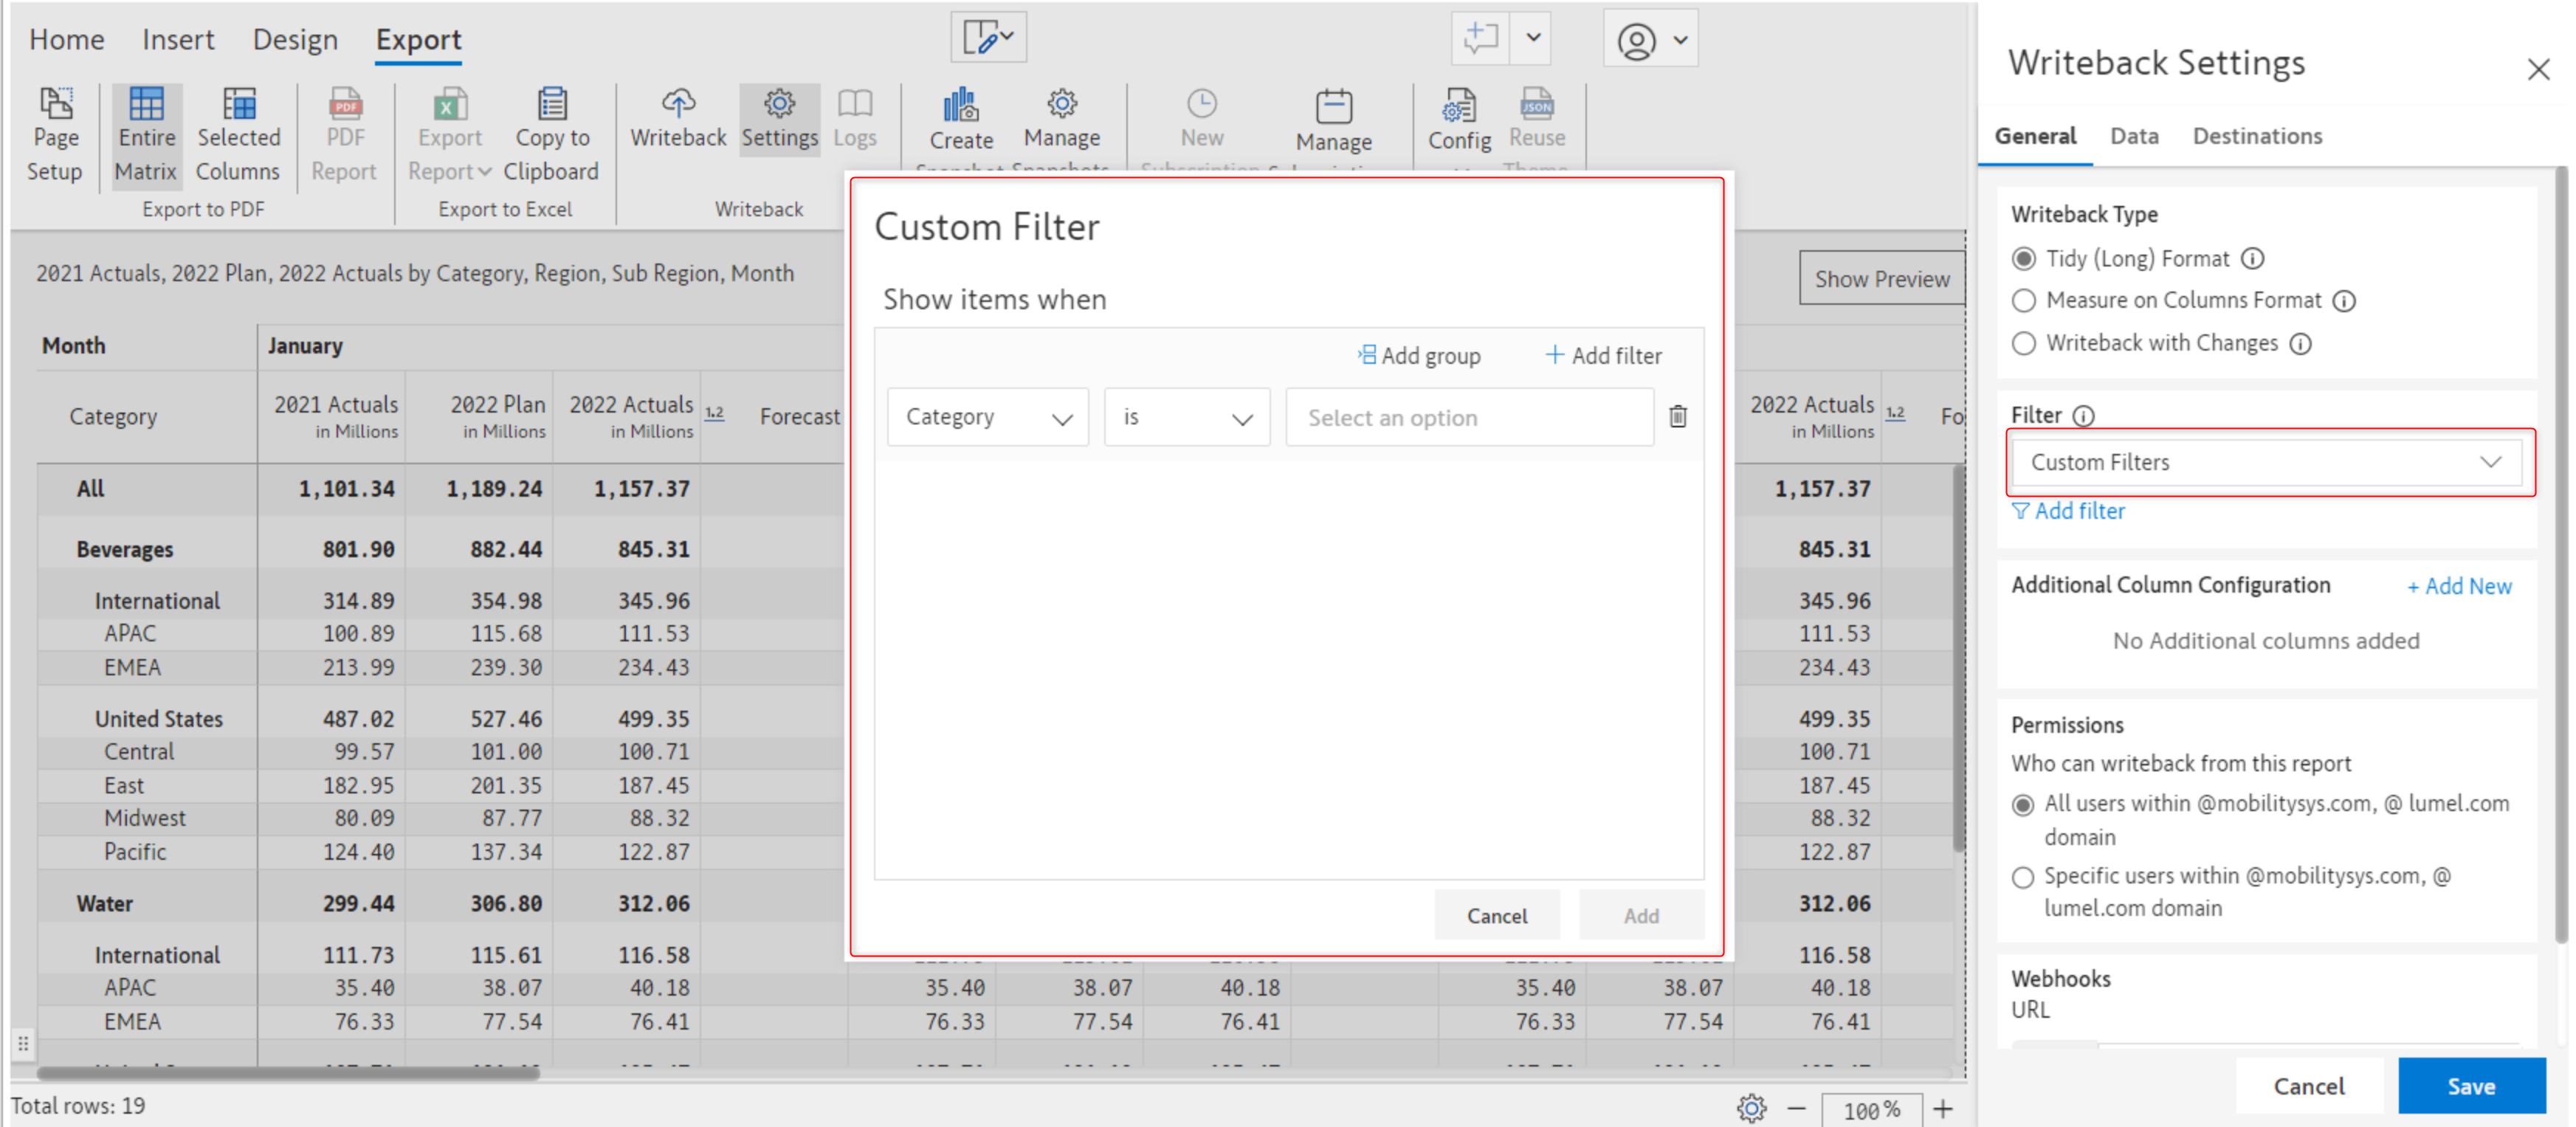 Home Insert Design Export
Page Setup
Entire Matrix
Selected Columns
PDF Report
Export Report
Copy to Clipboard
Writeback
Settings
Logs
Create
Manage
New
Manage
Config
Reuse
Export to PDF
Export to Excel
Writeback
2021 Actuals, 2022 Plan, 2022 Actuals by Category, Region, Sub Region, Month
Show Preview
Month January
Category 2021 Actuals in Millions 2022 Plan in Millions 2022 Actuals in Millions 1.2 Forecast 2022 Actuals in Millions 1.2 Fo
All 1,101.34 1,189.24 1,157.37 1,157.37
Beverages 801.90 882.44 845.31 845.31
International 314.89 354.98 345.96 345.96
APAC 100.89 115.68 111.53 111.53
EMEA 213.99 239.30 234.43 234.43
United States 487.02 527.46 499.35 499.35
Central 99.57 101.00 100.71 100.71
East 182.95 201.35 187.45 187.45
Midwest 80.09 87.77 88.32 88.32
Pacific 124.40 137.34 122.87 122.87
Water 299.44 306.80 312.06 312.06
International 111.73 115.61 116.58 116.58
APAC 35.40 38.07 40.18 35.40 38.07 40.18 35.40 38.07 40.18
EMEA 76.33 77.54 76.41 76.33 77.54 76.41 76.33 77.54 76.41
Total rows: 19
100%
Custom Filter
Show items when
Add group + Add filter
Category is Select an option
Cancel Add
Writeback Settings
General Data Destinations
Writeback Type
Tidy (Long) Format
Measure on Columns Format
Writeback with Changes
Filter
Custom Filters
Add filter
Additional Column Configuration + Add New
No Additional columns added
Permissions
Who can writeback from this report
All users within @mobilitysys.com, @ lumel.com
domain
Specific users within @mobilitysys.com, @
lumel.com domain
Webhooks
URL
Cancel Save